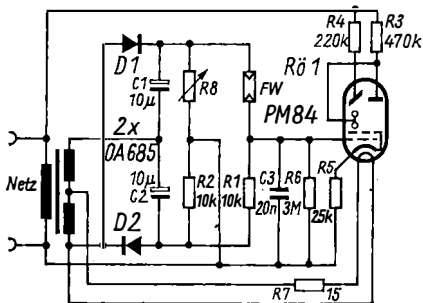 R4
220k
R3
470k
D1
C1
10µ
R8
FW
Rö 1
PM84
2x
OA685
Netz
10µ
C2
R2
10k
R1
10k
C3
20n
R6
3M
R5
25k
D2
R7
15